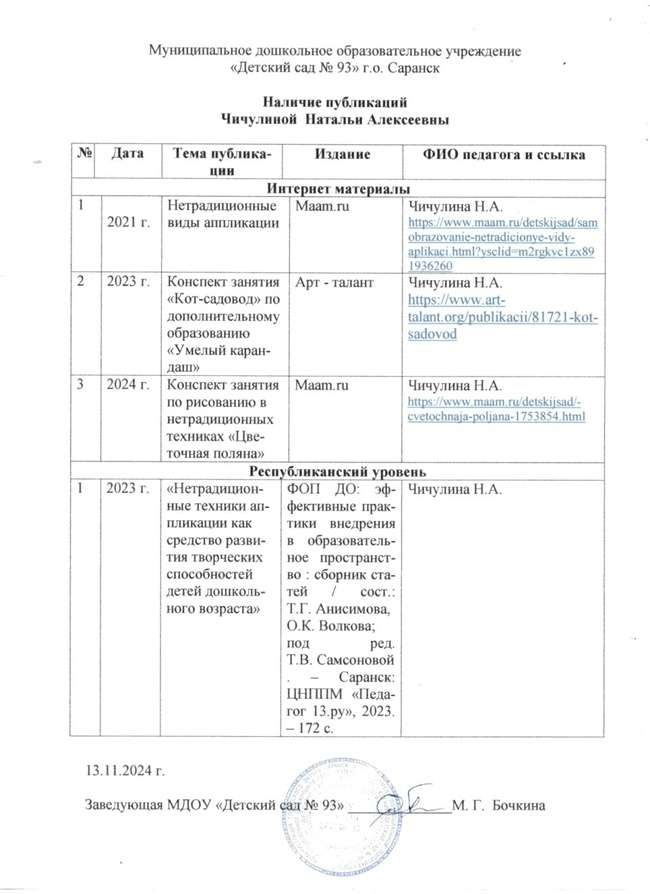 Муниципальное дошкольное образовательное учреждение
«Детский сад № 93» г.о. Саранск
Наличие публикаций
Чичулиной Натальи Алексеевны
№ Дата Тема публика-
ции Издание ФИО педагога и ссылка
Интернет материалы
1
2021 г.
Нетрадиционные
виды аппликации
Maam.ru
Чичулина Н.А.
https://www.maam.ru/detskijsad/sam
obrazovanie-netradicionye-vidy-
aplikaci.html?ysclid=m2rgkvc1zx89
1936260
2
2023 г.
Конспект занятия
«Кот-садовод» по
дополнительному
образованию
«Умелый каран-
даш»
Арт - талант
Чичулина Н.А.
https://www.art-
talant.org/publikacii/81721-kot-
sadovod
3
2024 г.
Конспект занятия
по рисованию в
нетрадиционных
техниках «Цве-
точная поляна»
Maam.ru
Чичулина Н.А.
https://www.maam.ru/detskijsad/-
cvetochnaja-poljana-1753854.html
Республиканский уровень
1
2023 г.
«Нетрадицион-
ные техники ап-
пликации как
средство разви-
тия творческих
способностей
детей дошколь-
ного возраста»
ФОП ДО: эф-
фективные прак-
тики внедрения
в образователь-
ное пространст-
во : сборник ста-
тей / сост.:
Т.Г. Анисимова,
О.К. Волкова;
под ред.
Т.В. Самсоновой
. – Саранск:
ЦНППМ «Педа-
гог 13.ру», 2023.
– 172 с.
Чичулина Н.А.
13.11.2024 г.
Заведующая МДОУ «Детский сад № 93» М. Г. Бочкина